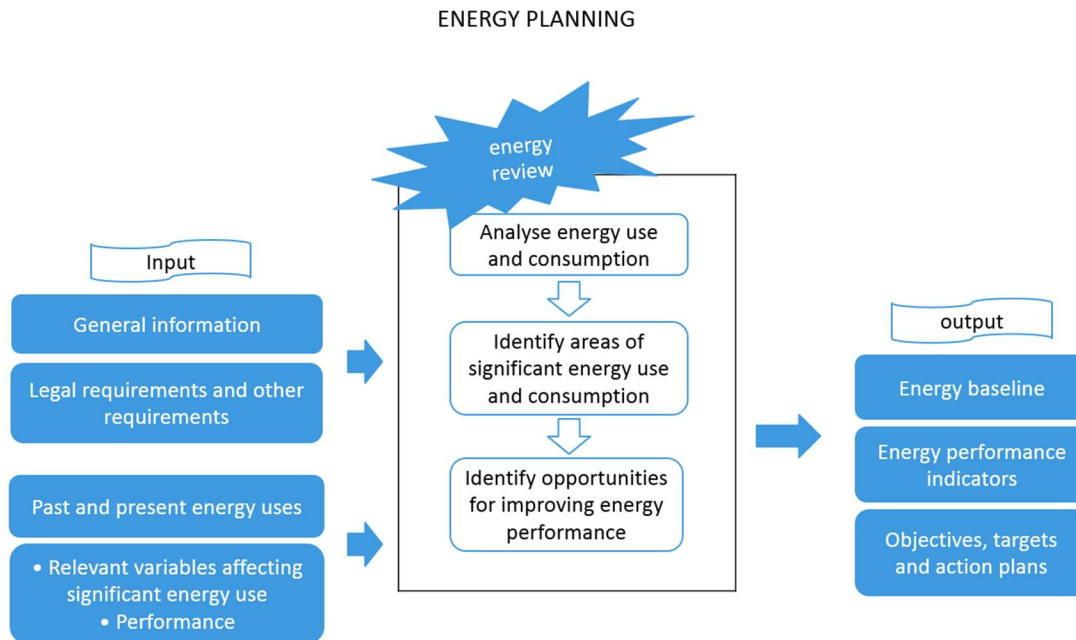 ENERGY PLANNING
energy
review
Analyse energy use
and consumption
Identify areas of
significant energy use
and consumption
Identify opportunities
for improving energy
performance
Input
General information
Legal requirements and other
requirements
Past and present energy uses
• Relevant variables affecting
significant energy use
• Performance
output
Energy baseline
Energy performance
indicators
Objectives, targets
and action plans